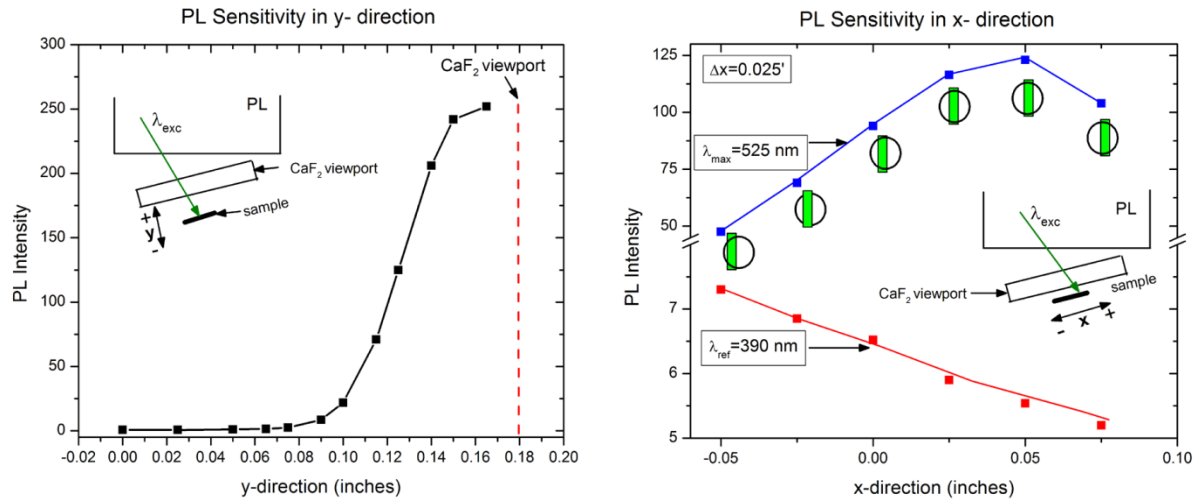 PL Sensitivity in y- direction
300
250
200
150
100
50
0
PL Intensity
-0.02 0.00 0.02 0.04 0.06 0.08 0.10 0.12 0.14 0.16 0.18 0.20
y-direction (inches)
CaF₂ viewport
PL
λexc
CaF₂ viewport
sample
+
y
-
PL Sensitivity in x- direction
125
100
75
50
7
6
5
PL Intensity
-0.05 0.00 0.05 0.10
x-direction (inches)
Δx=0.025'
λmax=525 nm
λref=390 nm
PL
λexc
CaF₂ viewport
sample
- x +